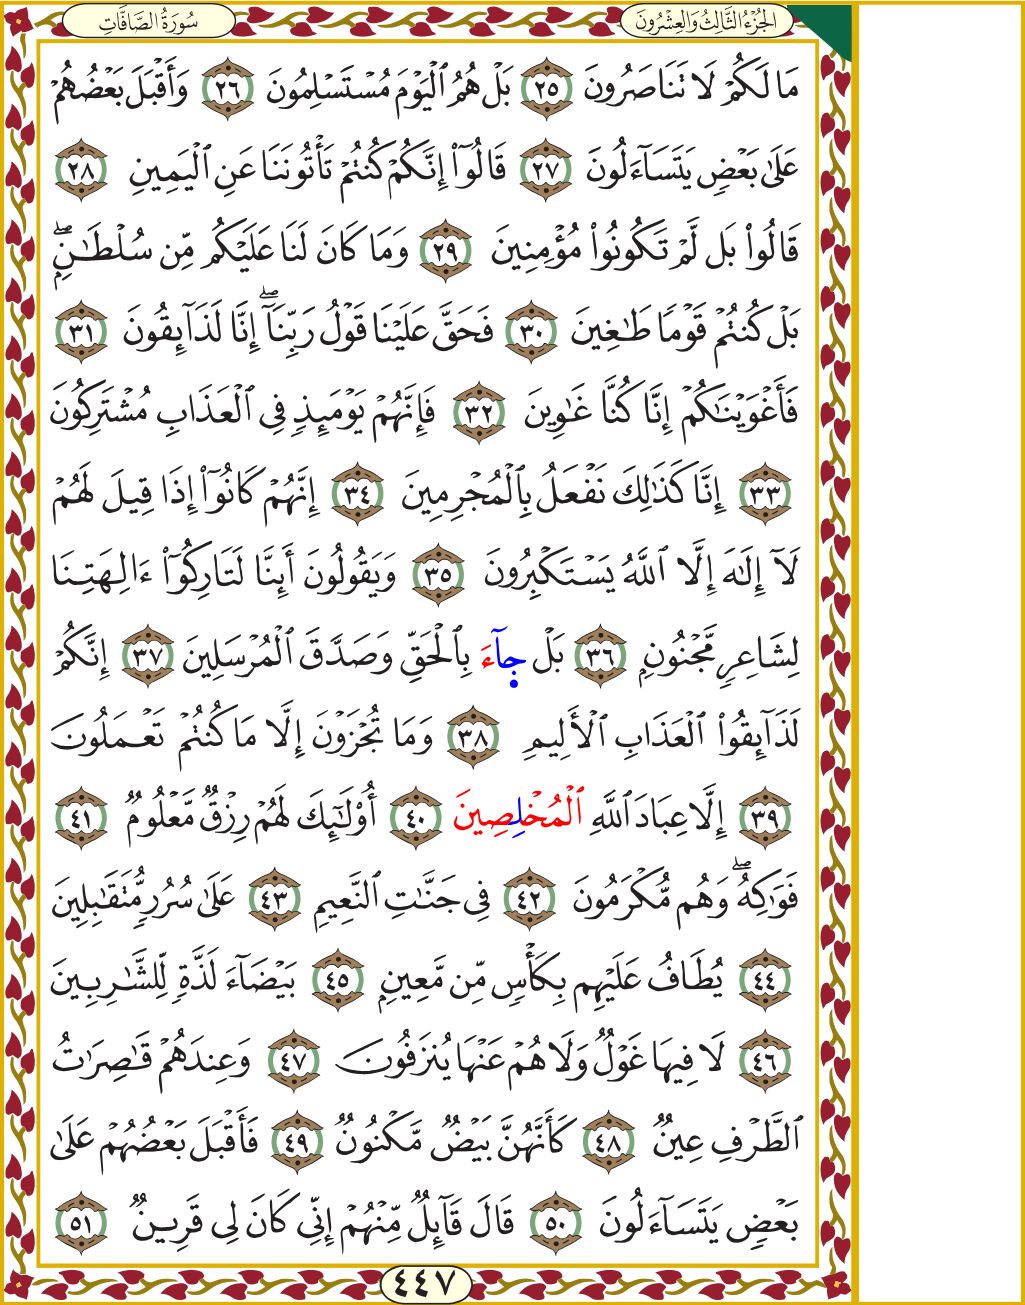 الجُزْءُ الثَّالِثُ وَالعِشْرُونَ
سُورَةُ الصَّافَّاتِ
مَا لَكُمْ لَا تَنَاصَرُونَ ٢٥ بَلْ هُمُ ٱلْيَوْمَ مُسْتَسْلِمُونَ ٢٦ وَأَقْبَلَ بَعْضُهُمْ
عَلَىٰ بَعْضٍ يَتَسَآءَلُونَ ٢٧ قَالُوٓا۟ إِنَّكُمْ كُنتُمْ تَأْتُونَنَا عَنِ ٱلْيَمِينِ ٢٨
قَالُوا۟ بَل لَّمْ تَكُونُوا۟ مُؤْمِنِينَ ٢٩ وَمَا كَانَ لَنَا عَلَيْكُم مِّن سُلْطَـٰنٍۭ ۖ
بَلْ كُنتُمْ قَوْمًا طَـٰغِينَ ٣٠ فَحَقَّ عَلَيْنَا قَوْلُ رَبِّنَآ ۖ إِنَّا لَذَآئِقُونَ ٣١
فَأَغْوَيْنَـٰكُمْ إِنَّا كُنَّا غَـٰوِينَ ٣٢ فَإِنَّهُمْ يَوْمَئِذٍ فِى ٱلْعَذَابِ مُشْتَرِكُونَ
٣٣ إِنَّا كَذَٰلِكَ نَفْعَلُ بِٱلْمُجْرِمِينَ ٣٤ إِنَّهُمْ كَانُوٓا۟ إِذَا قِيلَ لَهُمْ
لَآ إِلَـٰهَ إِلَّا ٱللَّهُ يَسْتَكْبِرُونَ ٣٥ وَيَقُولُونَ أَئِنَّا لَتَارِكُوٓا۟ ءَالِهَتِنَا
لِشَاعِرٍ مَّجْنُونٍۭ ٣٦ بَلْ جَآءَ بِٱلْحَقِّ وَصَدَّقَ ٱلْمُرْسَلِينَ ٣٧ إِنَّكُمْ
لَذَآئِقُوا۟ ٱلْعَذَابِ ٱلْأَلِيمِ ٣٨ وَمَا تُجْزَوْنَ إِلَّا مَا كُنتُمْ تَعْمَلُونَ
٣٩ إِلَّا عِبَادَ ٱللَّهِ ٱلْمُخْلِصِينَ ٤٠ أُو۟لَـٰٓئِكَ لَهُمْ رِزْقٌ مَّعْلُومٌ ٤١
فَوَٰكِهُ ۖ وَهُم مُّكْرَمُونَ ٤٢ فِى جَنَّـٰتِ ٱلنَّعِيمِ ٤٣ عَلَىٰ سُرُرٍ مُّتَقَـٰبِلِينَ
٤٤ يُطَافُ عَلَيْهِم بِكَأْسٍ مِّن مَّعِينٍۭ ٤٥ بَيْضَآءَ لَذَّةٍ لِّلشَّـٰرِبِينَ
٤٦ لَا فِيهَا غَوْلٌ وَلَا هُمْ عَنْهَا يُنزَفُونَ ٤٧ وَعِندَهُمْ قَـٰصِرَٰتُ
ٱلطَّرْفِ عِينٌ ٤٨ كَأَنَّهُنَّ بَيْضٌ مَّكْنُونٌ ٤٩ فَأَقْبَلَ بَعْضُهُمْ عَلَىٰ
بَعْضٍ يَتَسَآءَلُونَ ٥٠ قَالَ قَآئِلٌ مِّنْهُمْ إِنِّى كَانَ لِى قَرِينٌ ٥١
٤٤٧